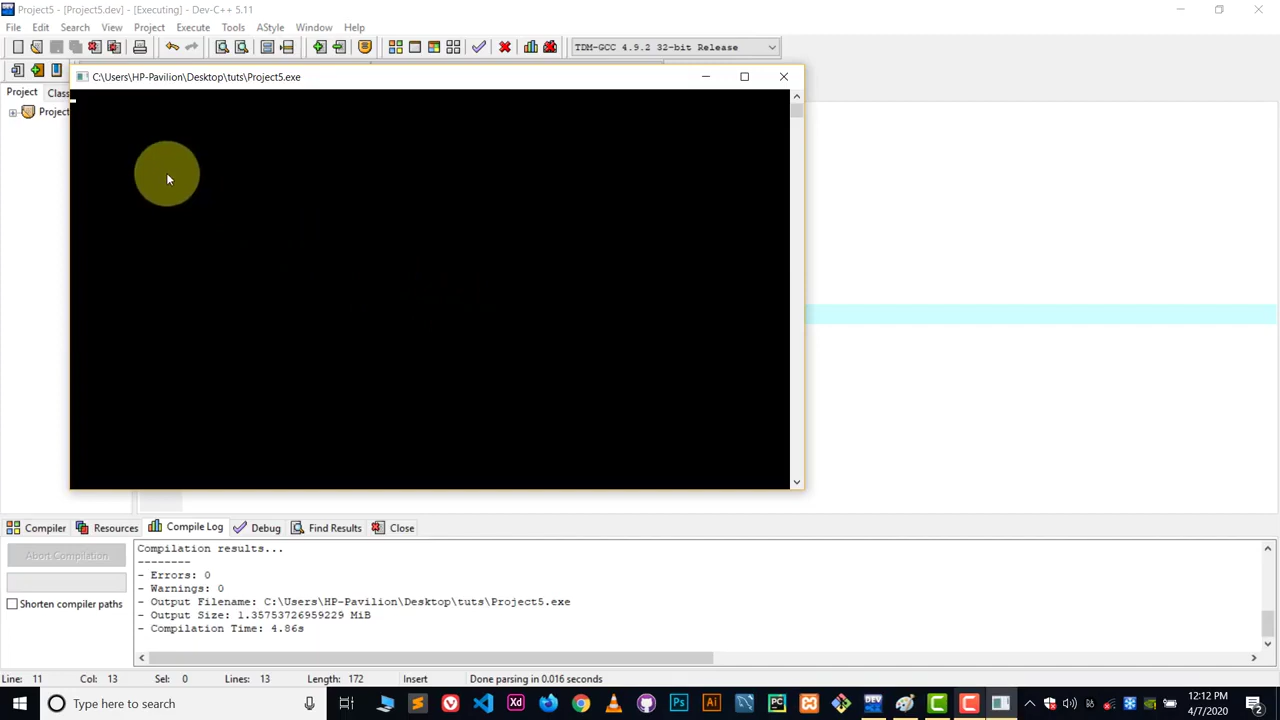 Project5 - [Project5.dev] - [Executing] - Dev-C++ 5.11
File Edit Search View Project Execute Tools AStyle Window Help
TDM-GCC 4.9.2 32-bit Release
C:\Users\HP-Pavilion\Desktop\tuts\Project5.exe
Project Clas
Project
Compiler Resources Compile Log Debug Find Results Close
Abort Compilation
Shorten compiler paths
Compilation results...
--------
- Errors: 0
- Warnings: 0
- Output Filename: C:\Users\HP-Pavilion\Desktop\tuts\Project5.exe
- Output Size: 1.35753726959229 MiB
- Compilation Time: 4.86s
Line: 11 Col: 13 Sel: 0 Lines: 13 Length: 172 Insert Done parsing in 0.016 seconds
Type here to search
12:12 PM
4/7/2020